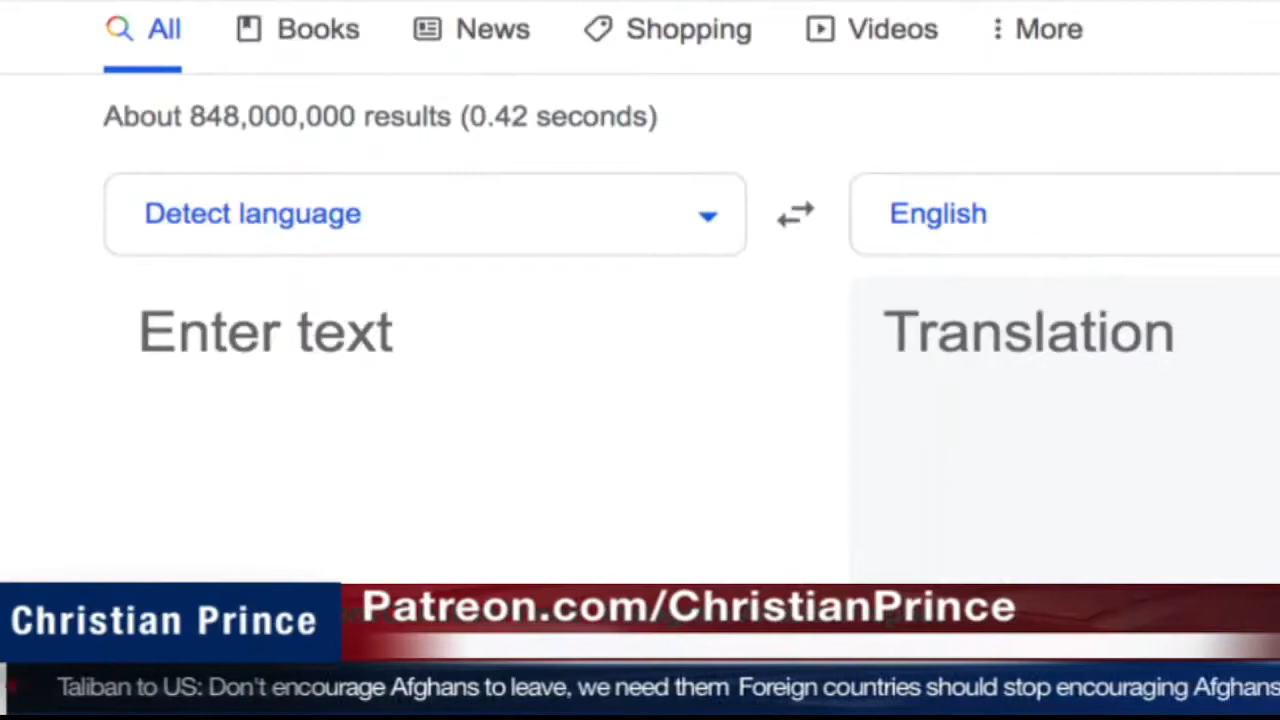 All Books News Shopping Videos More
About 848,000,000 results (0.42 seconds)
Detect language English
Enter text Translation
Christian Prince Patreon.com/ChristianPrince
Taliban to US: Don't encourage Afghans to leave, we need them Foreign countries should stop encouraging Afghans